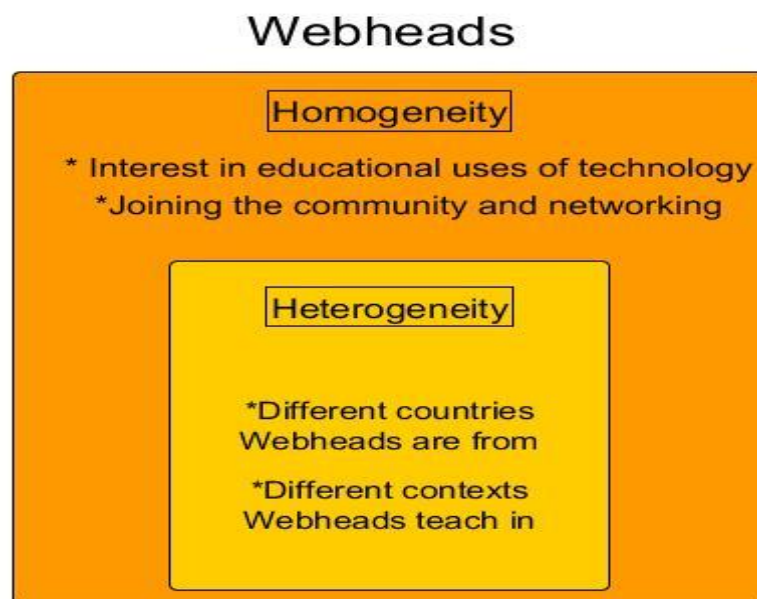 Webheads
Homogeneity
* Interest in educational uses of technology
*Joining the community and networking
Heterogeneity
*Different countries
Webheads are from
*Different contexts
Webheads teach in